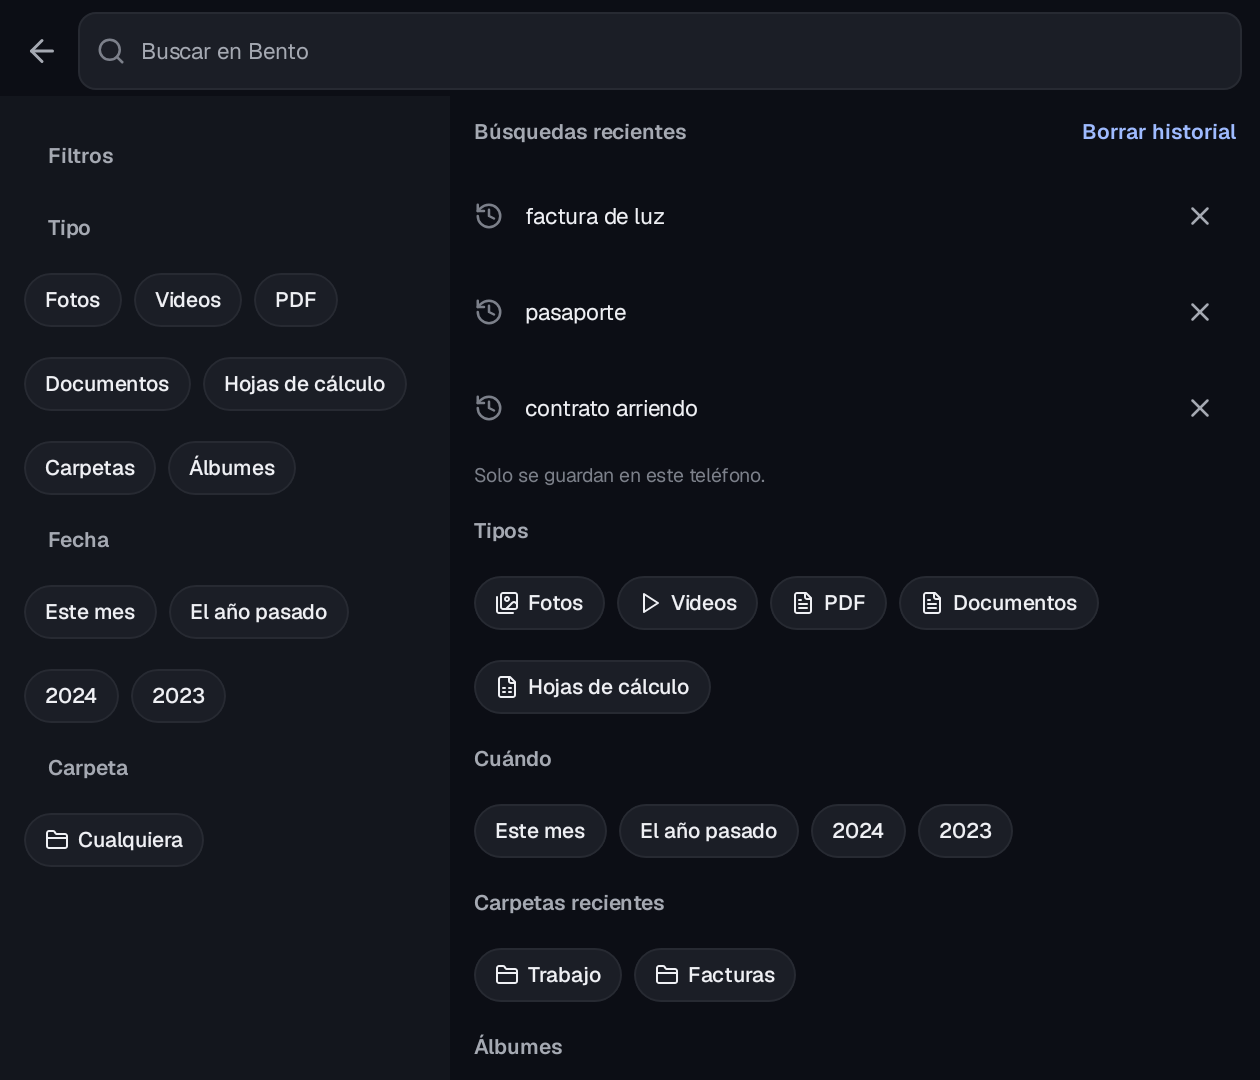 Buscar en Bento
Filtros
Tipo
Fotos Videos PDF
Documentos Hojas de cálculo
Carpetas Álbumes
Fecha
Este mes El año pasado
2024 2023
Carpeta
Cualquiera
Búsquedas recientes Borrar historial
factura de luz
pasaporte
contrato arriendo
Solo se guardan en este teléfono.
Tipos
Fotos Videos PDF Documentos
Hojas de cálculo
Cuándo
Este mes El año pasado 2024 2023
Carpetas recientes
Trabajo Facturas
Álbumes